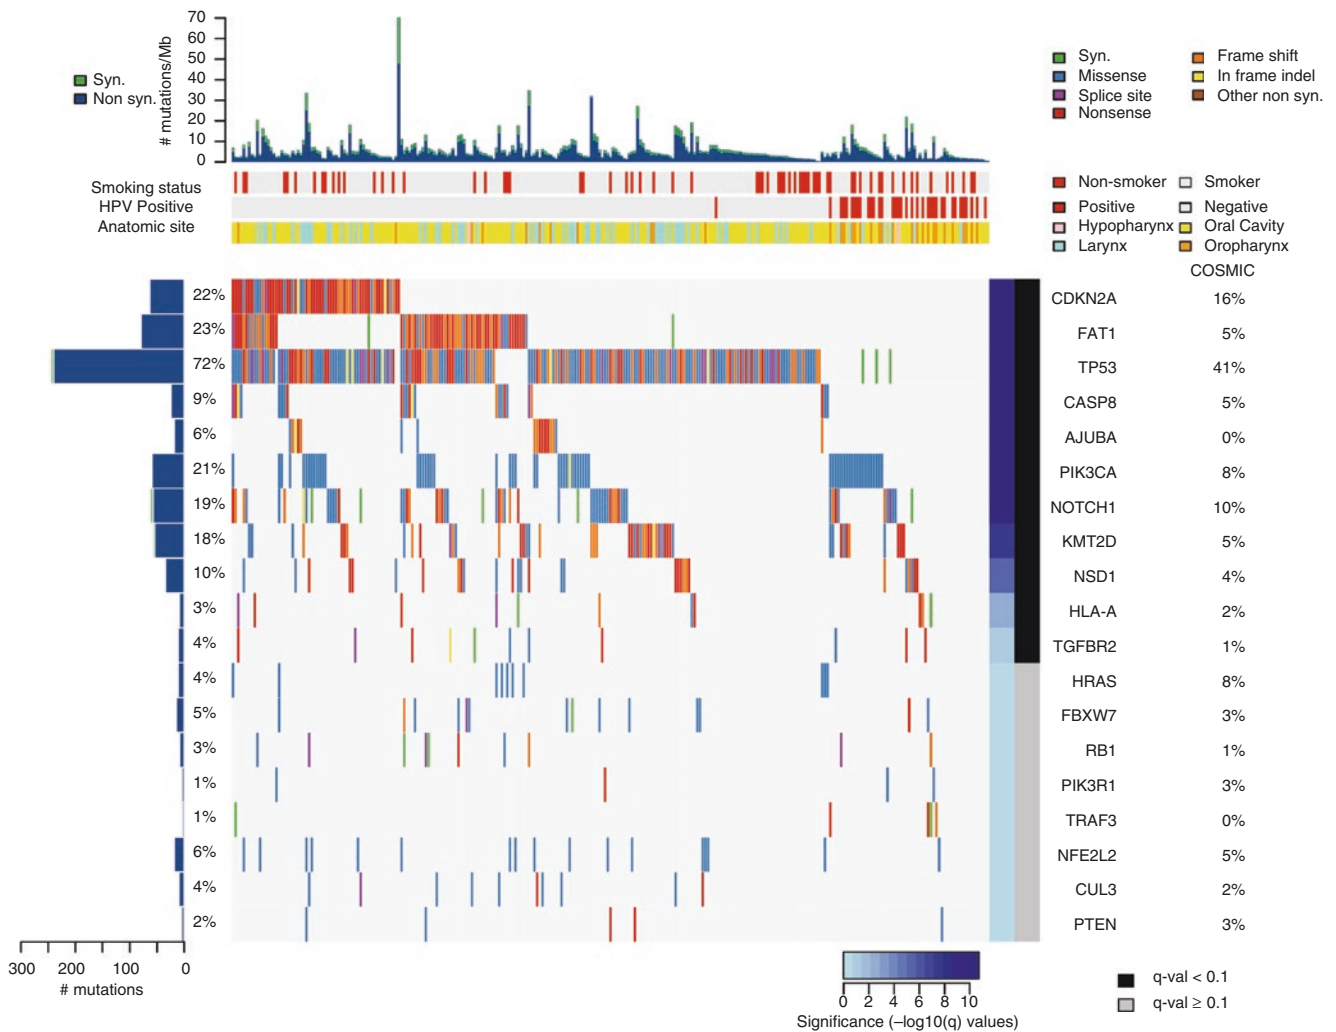 70
60
50
40
30
20
10
0
# mutations/Mb
Syn.
Non syn.
Syn.
Missense
Splice site
Nonsense
Frame shift
In frame indel
Other non syn.
Smoking status
HPV Positive
Anatomic site
Non-smoker Smoker
Positive Negative
Hypopharynx Oral Cavity
Larynx Oropharynx
COSMIC
22% CDKN2A 16%
23% FAT1 5%
72% TP53 41%
9% CASP8 5%
6% AJUBA 0%
21% PIK3CA 8%
19% NOTCH1 10%
18% KMT2D 5%
10% NSD1 4%
3% HLA-A 2%
4% TGFBR2 1%
4% HRAS 8%
5% FBXW7 3%
3% RB1 1%
1% PIK3R1 3%
1% TRAF3 0%
6% NFE2L2 5%
4% CUL3 2%
2% PTEN 3%
300 200 100 0
# mutations
0 2 4 6 8 10
Significance (–log10(q) values)
q-val < 0.1
q-val ≥ 0.1